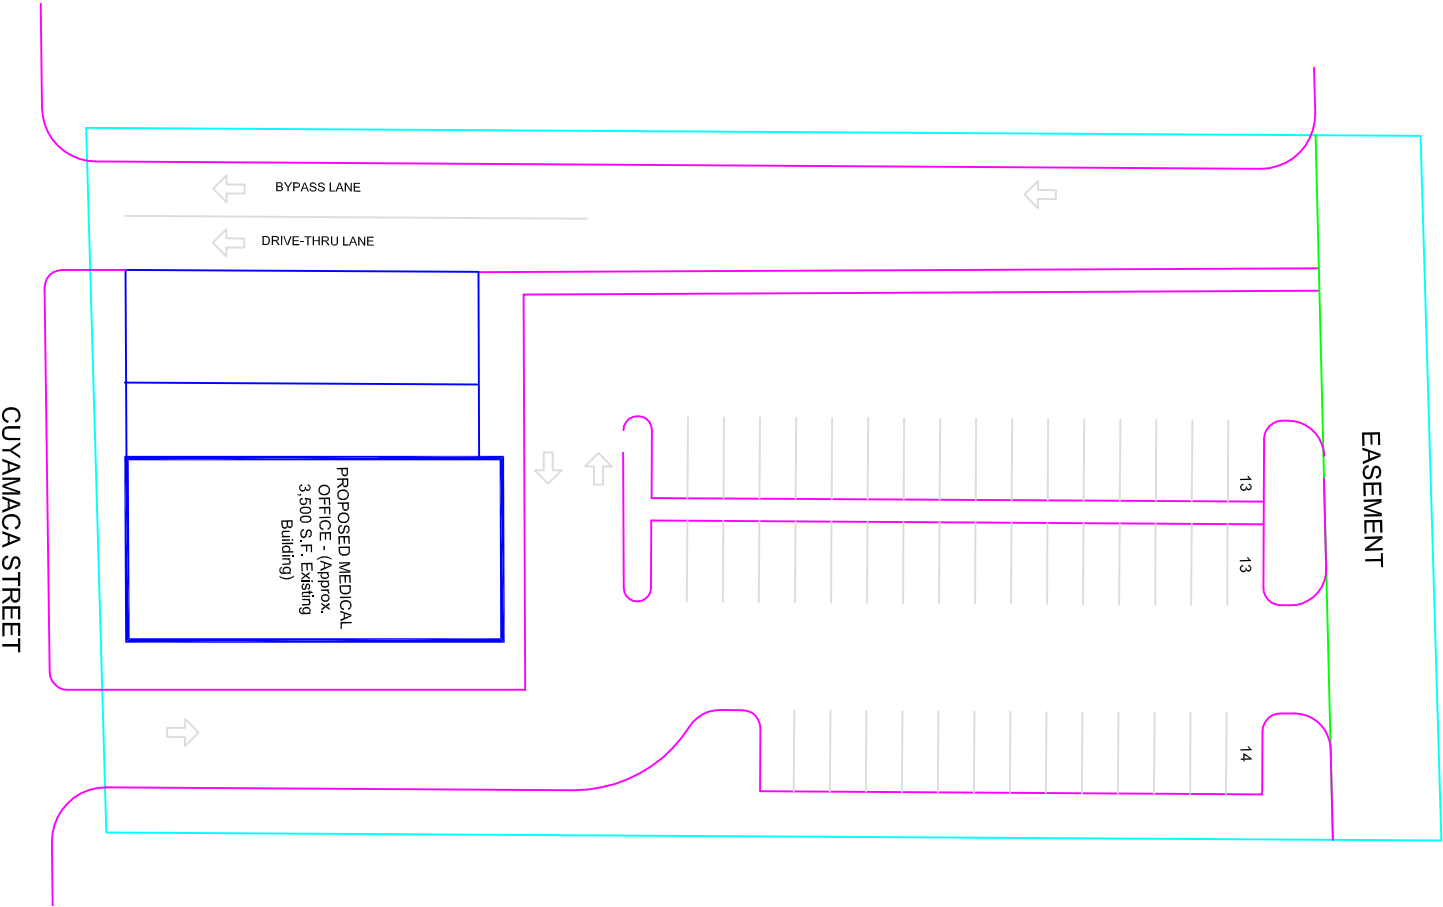 BYPASS LANE
DRIVE-THRU LANE
CUYAMACA STREET
PROPOSED MEDICAL
OFFICE - (Approx.
3,500 S.F. Existing
Building)
13
13
14
EASEMENT